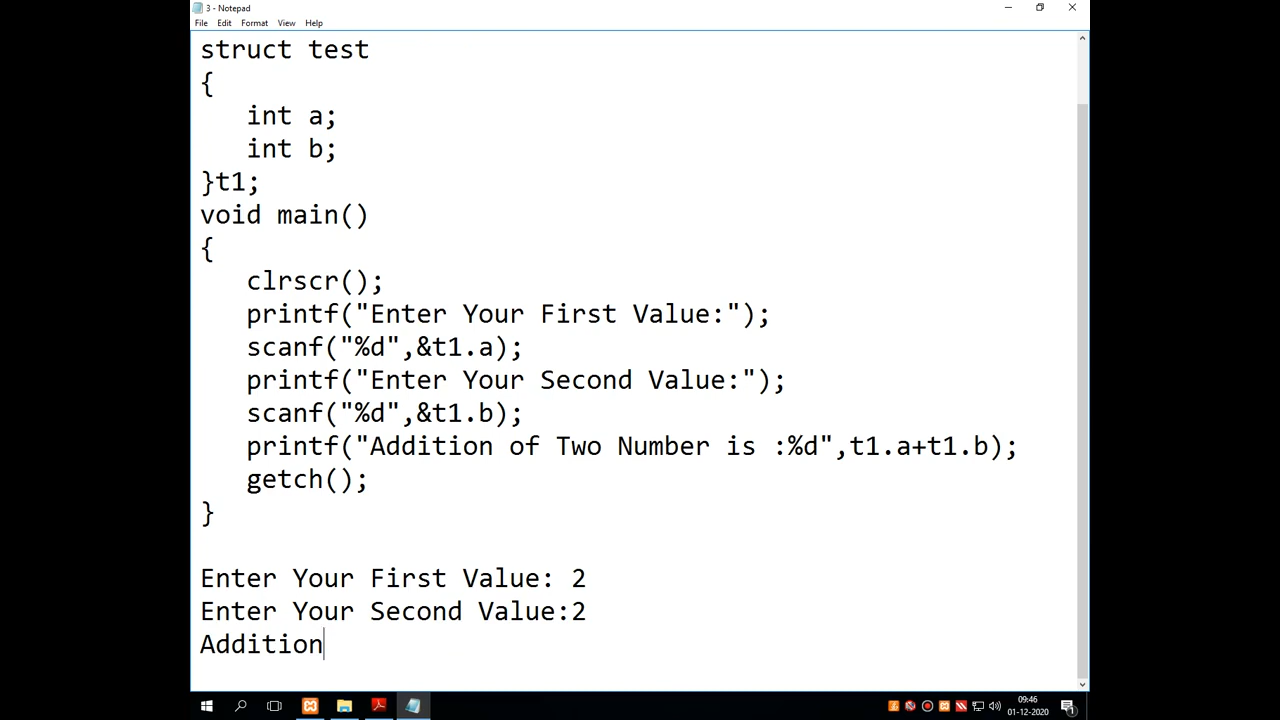 3 - Notepad
File Edit Format View Help
struct test
{
int a;
int b;
}t1;
void main()
{
clrscr();
printf("Enter Your First Value:");
scanf("%d",&t1.a);
printf("Enter Your Second Value:");
scanf("%d",&t1.b);
printf("Addition of Two Number is :%d",t1.a+t1.b);
getch();
}
Enter Your First Value: 2
Enter Your Second Value:2
Addition
09:46
01-12-2020